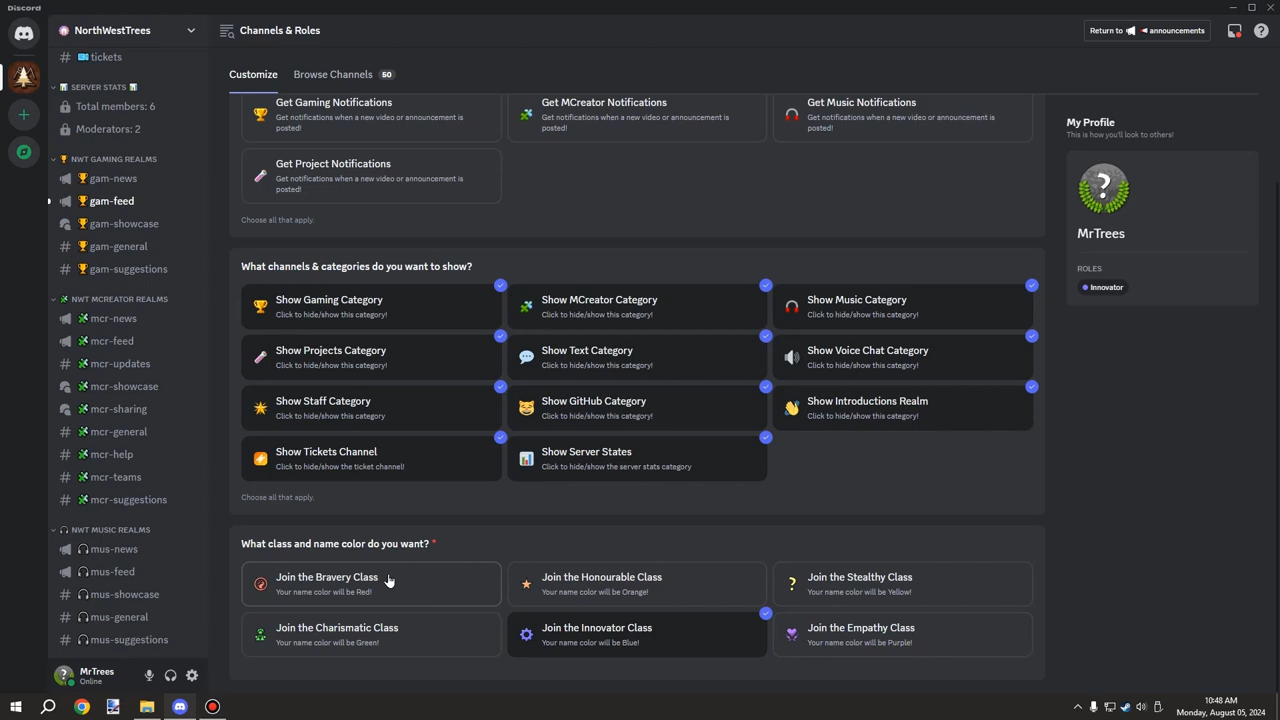 Discord
NorthWestTrees
Channels & Roles
Return to announcements
tickets
SERVER STATS
Total members: 6
Moderators: 2
NWT GAMING REALMS
gam-news
gam-feed
gam-showcase
gam-general
gam-suggestions
NWT MCREATOR REALMS
mcr-news
mcr-feed
mcr-updates
mcr-showcase
mcr-sharing
mcr-general
mcr-help
mcr-teams
mcr-suggestions
NWT MUSIC REALMS
mus-news
mus-feed
mus-showcase
mus-general
mus-suggestions
MrTrees
Online
Customize
Browse Channels 50
Get Gaming Notifications
Get notifications when a new video or announcement is
posted!
Get MCreator Notifications
Get notifications when a new video or announcement is
posted!
Get Music Notifications
Get notifications when a new video or announcement is
posted!
Get Project Notifications
Get notifications when a new video or announcement is
posted!
Choose all that apply.
What channels & categories do you want to show?
Show Gaming Category
Click to hide/show this category!
Show MCreator Category
Click to hide/show this category!
Show Music Category
Click to hide/show this category!
Show Projects Category
Click to hide/show this category!
Show Text Category
Click to hide/show this category!
Show Voice Chat Category
Click to hide/show this category!
Show Staff Category
Click to hide/show this category
Show GitHub Category
Click to hide/show this category!
Show Introductions Realm
Click to hide/show this category!
Show Tickets Channel
Click to hide/show the ticket channel!
Show Server States
Click to hide/show the server stats category
Choose all that apply.
What class and name color do you want? *
Join the Bravery Class
Your name color will be Red!
Join the Honourable Class
Your name color will be Orange!
Join the Stealthy Class
Your name color will be Yellow!
Join the Charismatic Class
Your name color will be Green!
Join the Innovator Class
Your name color will be Blue!
Join the Empathy Class
Your name color will be Purple!
My Profile
This is how you'll look to others!
MrTrees
ROLES
Innovator
10:48 AM
Monday, August 05, 2024